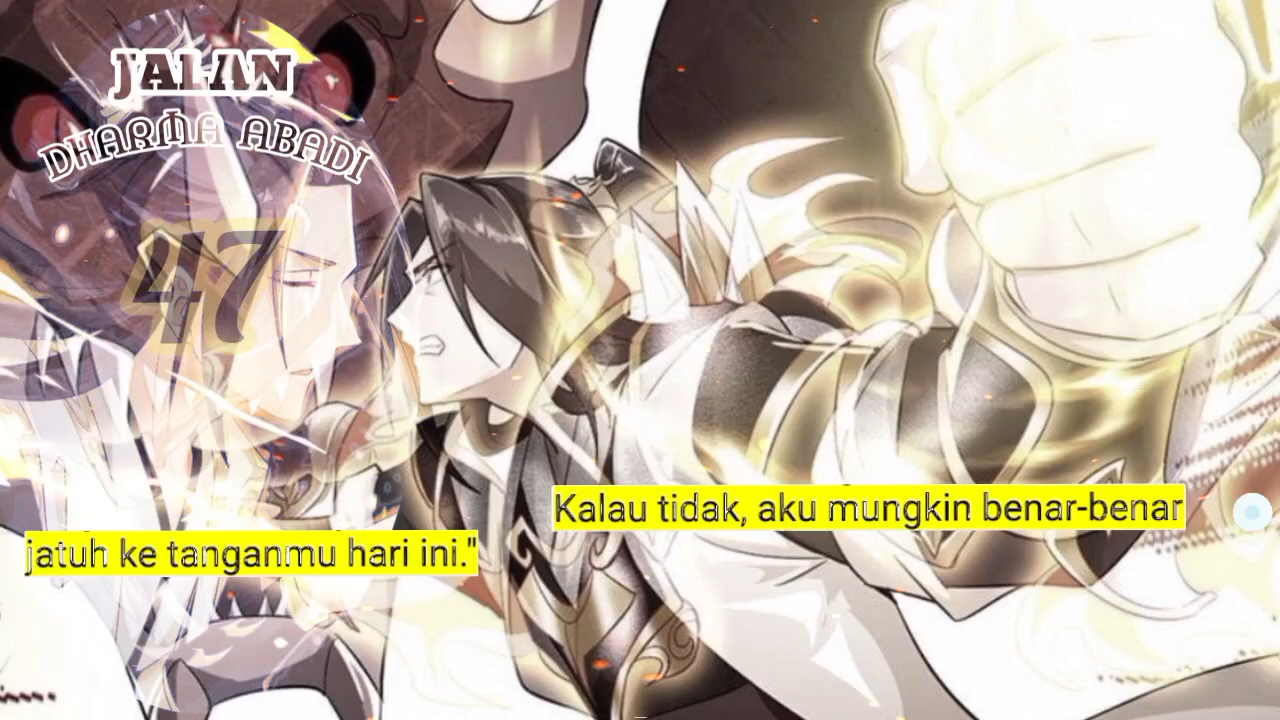 JALAN
DHARMA ABADI
47
Kalau tidak, aku mungkin benar-benar
jatuh ke tanganmu hari ini."